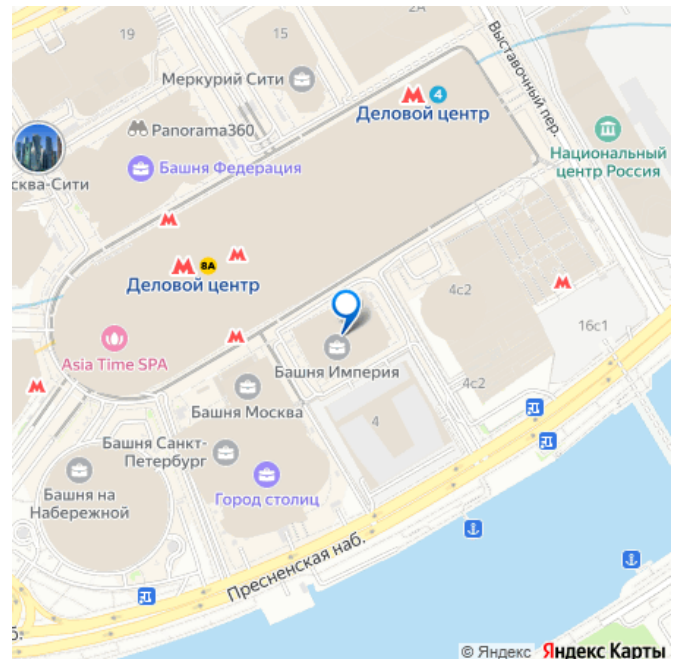 2А
19
15
Меркурий Сити
4
Деловой центр
Выставочный пер.
Panorama360
Национальный
центр Россия
сква-Сити
Башня Федерация
8А
Деловой центр
4с2
16с1
Asia Time SPA
Башня Империя
4с2
Башня Москва
4
Башня Санкт-
Петербург
Башня на
Набережной
Город столиц
Пресненская наб.
б.
© Яндекс Яндекс Карты